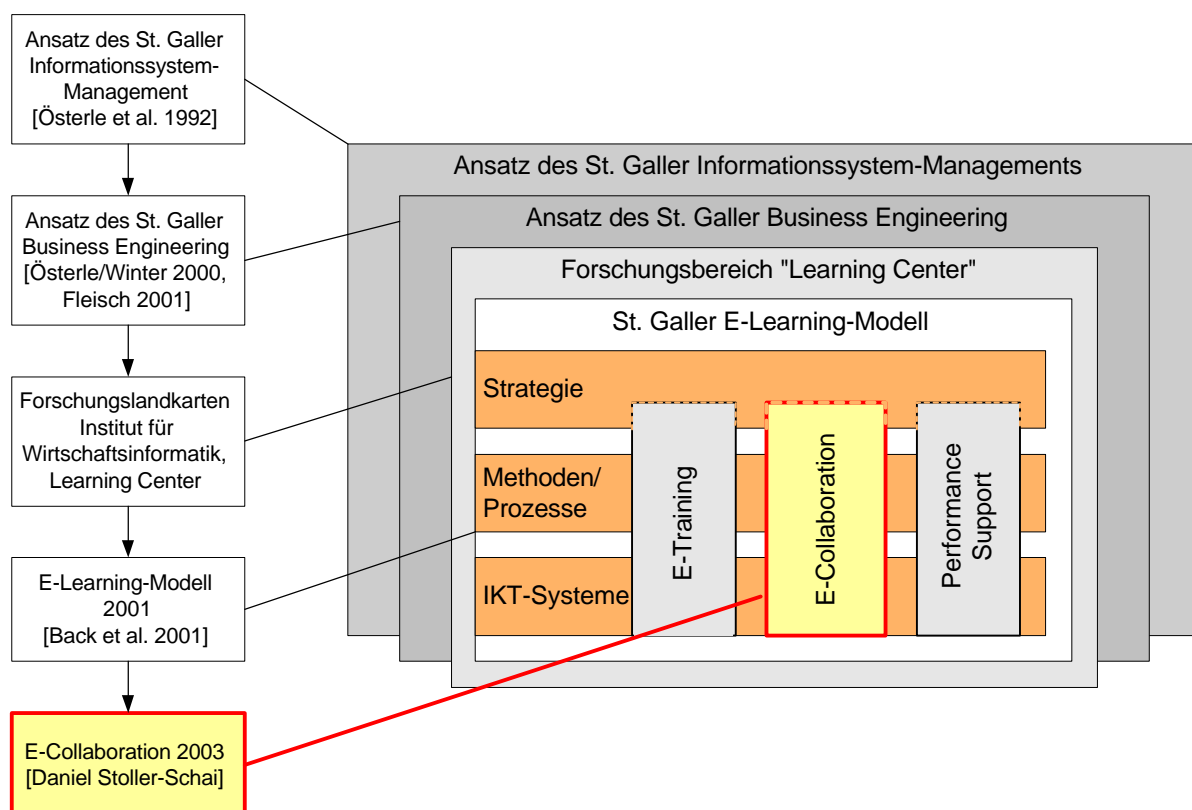 Ansatz des St. Galler
Informationssystem-
Management
[Österle et al. 1992]
Ansatz des St. Galler
Business Engineering
[Österle/Winter 2000,
Fleisch 2001]
Forschungslandkarten
Institut für
Wirtschaftsinformatik,
Learning Center
E-Learning-Modell
2001
[Back et al. 2001]
E-Collaboration 2003
[Daniel Stoller-Schai]
Ansatz des St. Galler Informationssystem-Managements
Ansatz des St. Galler Business Engineering
Forschungsbereich "Learning Center"
St. Galler E-Learning-Modell
Strategie
Methoden/
Prozesse
IKT-Systeme
E-Training
E-Collaboration
Performance
Support